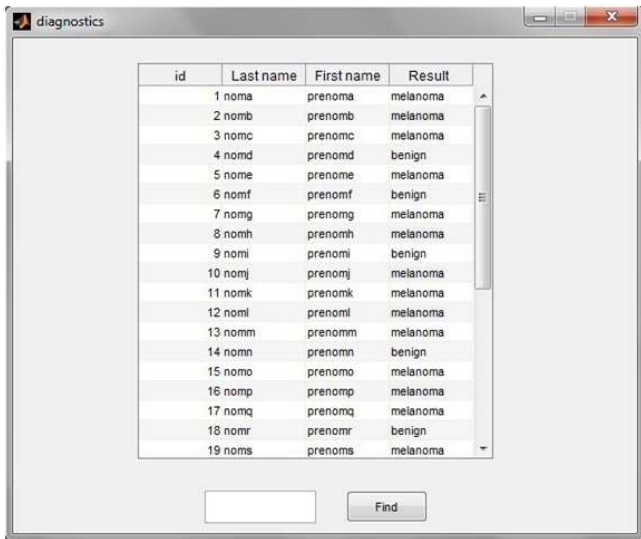 diagnostics
id Last name First name Result
1 noma prenoma melanoma
2 nomb prenomb melanoma
3 nomc prenomc melanoma
4 nomd prenomd benign
5 nome prenome melanoma
6 nomf prenomf benign
7 nomg prenomg melanoma
8 nomh prenomh melanoma
9 nomi prenomi benign
10 nomj prenomj melanoma
11 nomk prenomk melanoma
12 noml prenoml melanoma
13 nomm prenomm melanoma
14 nomn prenomn benign
15 nomo prenomo melanoma
16 nomp prenomp melanoma
17 nomq prenomq melanoma
18 nomr prenomr benign
19 noms prenoms melanoma
Find